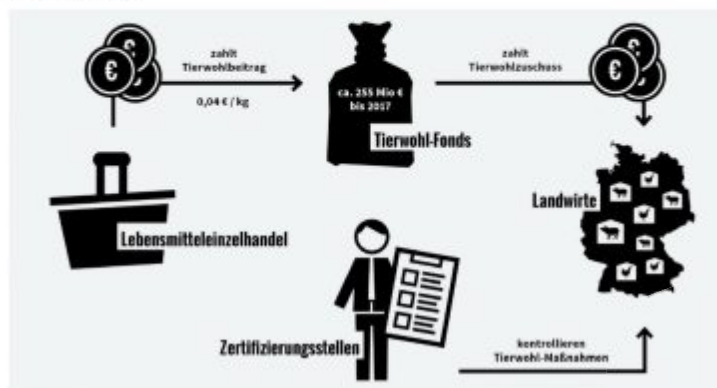 zahlt
Tierwohlbeitrag
0,04 € / kg
ca. 255 Mio €
bis 2017
Tierwohl-Fonds
zahlt
Tierwohlzuschuss
Lebensmitteleinzelhandel
Landwirte
Zertifizierungsstellen
kontrollieren
Tierwohl-Maßnahmen